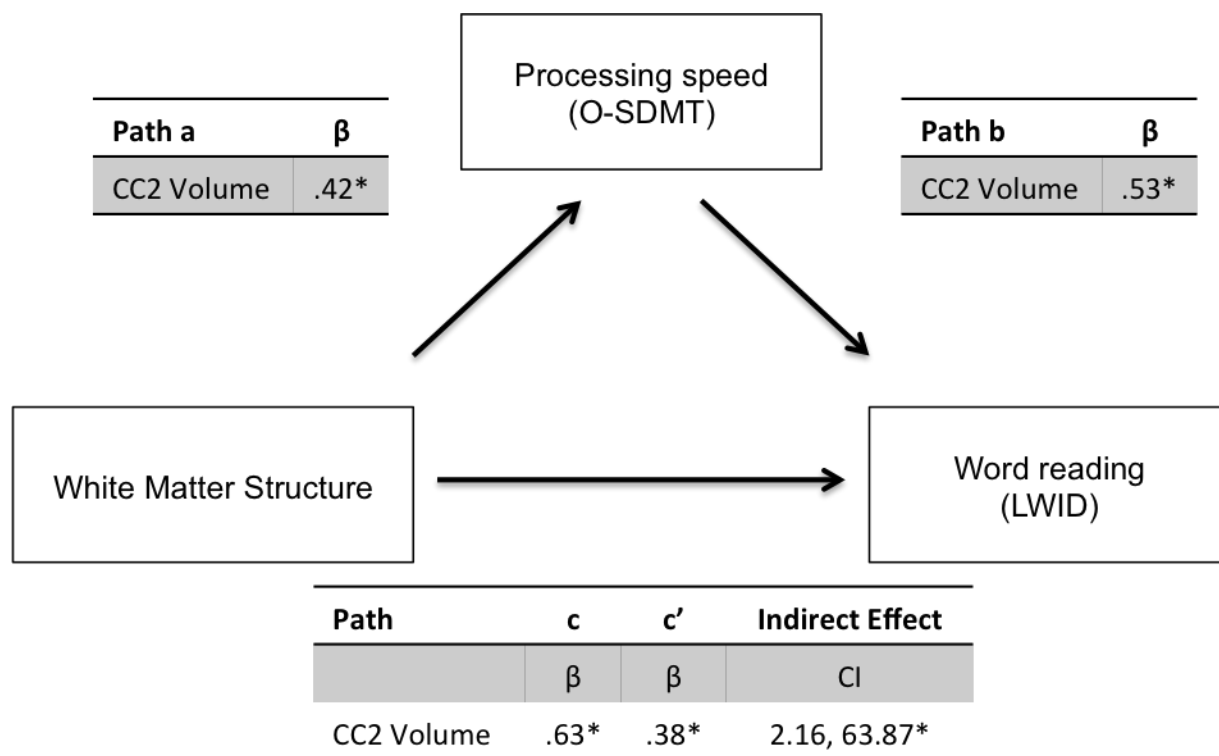 Processing speed
(O-SDMT)
Path a β
CC2 Volume .42*
Path b β
CC2 Volume .53*
White Matter Structure
Word reading
(LWID)
Path c c’ Indirect Effect
β β CI
CC2 Volume .63* .38* 2.16, 63.87*